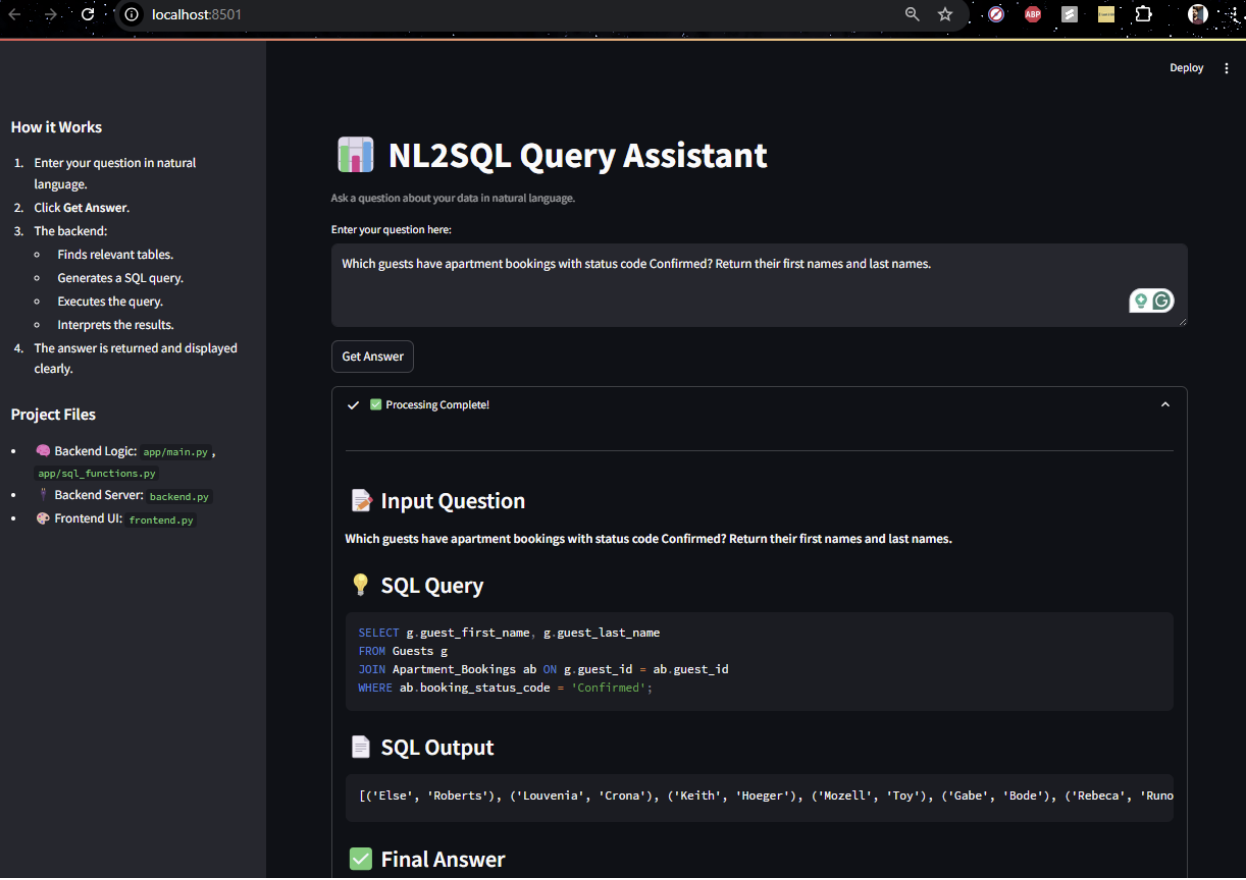 localhost:8501
ABP
Deploy
How it Works
1. Enter your question in natural
language.
2. Click Get Answer.
3. The backend:
Finds relevant tables.
Generates a SQL query.
Executes the query.
Interprets the results.
4. The answer is returned and displayed
clearly.
Project Files
Backend Logic: app/main.py ,
app/sql_functions.py
Backend Server: backend.py
Frontend UI: frontend.py
NL2SQL Query Assistant
Ask a question about your data in natural language.
Enter your question here:
Which guests have apartment bookings with status code Confirmed? Return their first names and last names.
Get Answer
Processing Complete!
Input Question
Which guests have apartment bookings with status code Confirmed? Return their first names and last names.
SQL Query
SELECT g.guest_first_name, g.guest_last_name
FROM Guests g
JOIN Apartment_Bookings ab ON g.guest_id = ab.guest_id
WHERE ab.booking_status_code = 'Confirmed';
SQL Output
[('Else', 'Roberts'), ('Louvenia', 'Crona'), ('Keith', 'Hoeger'), ('Mozell', 'Toy'), ('Gabe', 'Bode'), ('Rebeca', 'Runo
Final Answer